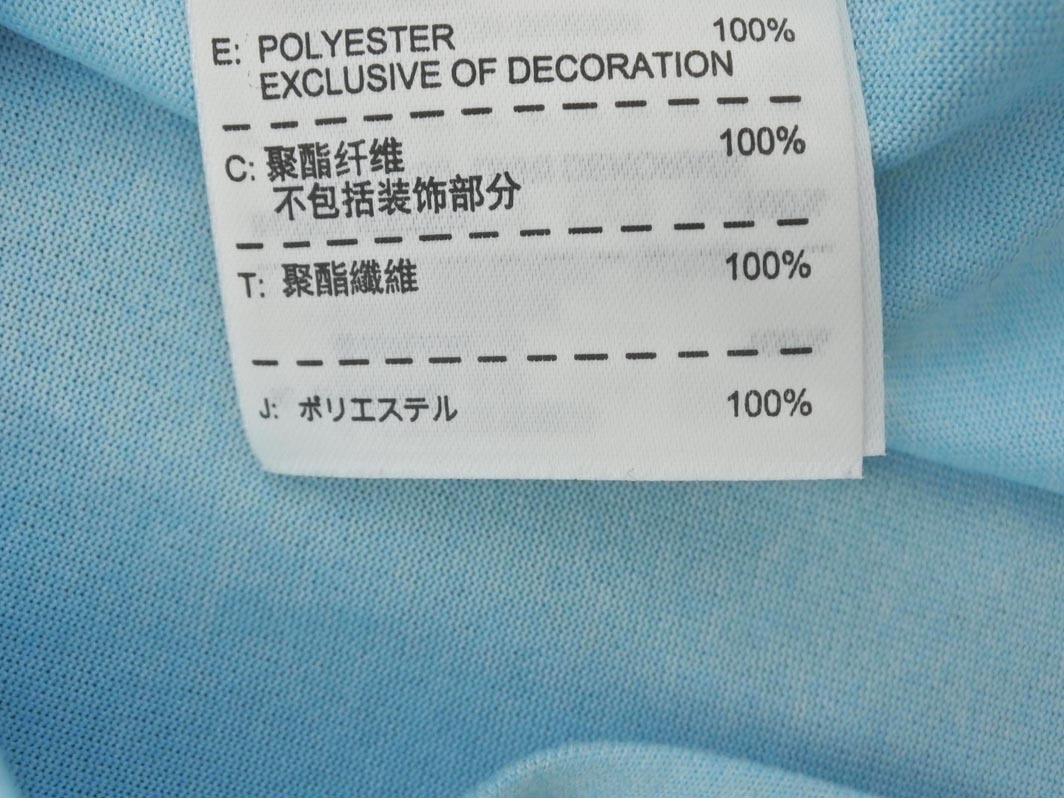 E: POLYESTER 100%
EXCLUSIVE OF DECORATION
C: 聚酯纤维 100%
不包括装饰部分
T: 聚酯纖維 100%
J: ポリエステル 100%